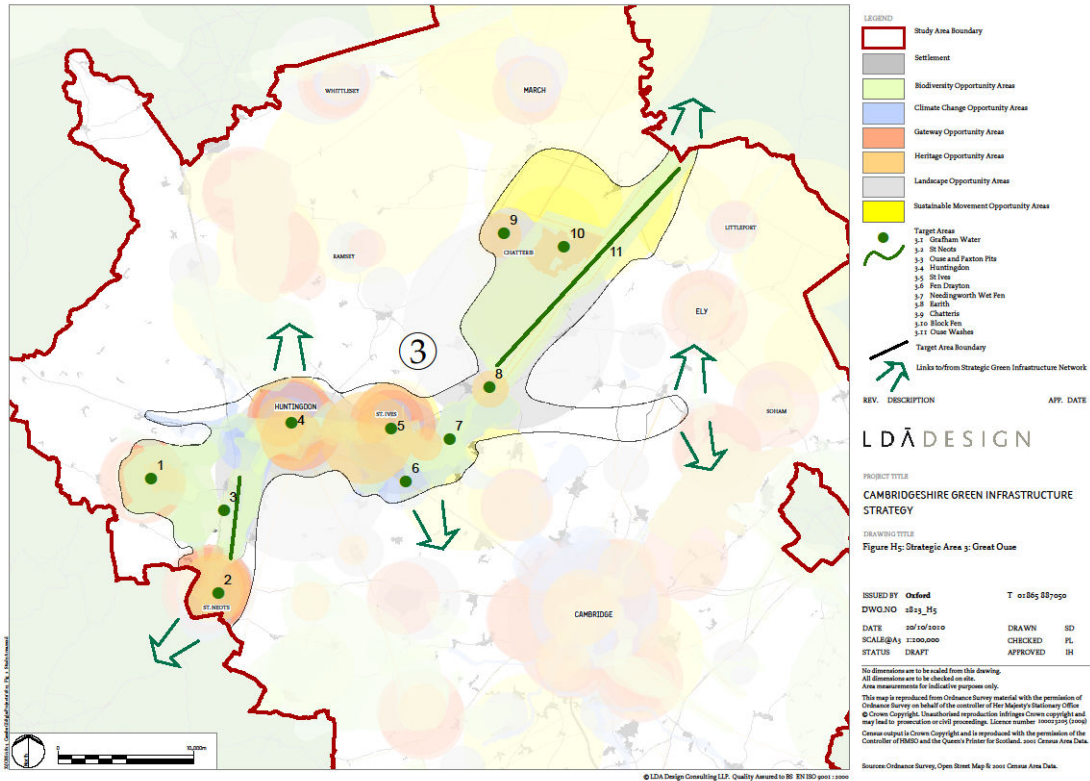 WHITTLESEY
MARCH
9
10
CHATTERIS
11
LITTLEPORT
RAMSEY
ELY
3
8
HUNTINGDON
4
ST. IVES
5
7
SOHAM
6
1
3
2
ST. NEOTS
CAMBRIDGE
North
0 10,000m
© LDA Design Consulting LLP. Quality Assured to BS EN ISO 9001 : 2000
LEGEND
Study Area Boundary
Settlement
Biodiversity Opportunity Areas
Climate Change Opportunity Areas
Gateway Opportunity Areas
Heritage Opportunity Areas
Landscape Opportunity Areas
Sustainable Movement Opportunity Areas
Target Areas
3.1 Grafham Water
3.2 St Neots
3.3 Ouse and Paxton Pits
3.4 Huntingdon
3.5 St Ives
3.6 Fen Drayton
3.7 Needingworth Wet Fen
3.8 Earith
3.9 Chatteris
3.10 Block Fen
3.11 Ouse Washes
Target Area Boundary
Links to/from Strategic Green Infrastructure Network
REV. DESCRIPTION APP. DATE
LDĀDESIGN
PROJECT TITLE
CAMBRIDGESHIRE GREEN INFRASTRUCTURE
STRATEGY
DRAWING TITLE
Figure H5: Strategic Area 3: Great Ouse
ISSUED BY Oxford T 01865 887050
DWG.NO 2813_H5
DATE 20/10/2010 DRAWN SD
SCALE@A3 1:200,000 CHECKED PL
STATUS DRAFT APPROVED IH
No dimensions are to be scaled from this drawing.
All dimensions are to be checked on site.
Area measurements for indicative purposes only.
This map is reproduced from Ordnance Survey material with the permission of
Ordnance Survey on behalf of the controller of Her Majesty's Stationary Office
© Crown Copyright. Unauthorised reproduction infringes Crown copyright and
may lead to prosecution or civil proceedings. Licence number 100023205 (2009)
Census output is Crown Copyright and is reproduced with the permission of the
Controller of HMSO and the Queen's Printer for Scotland. 2001 Census Area Data.
Sources: Ordnance Survey, Open Street Map & 2001 Census Area Data.